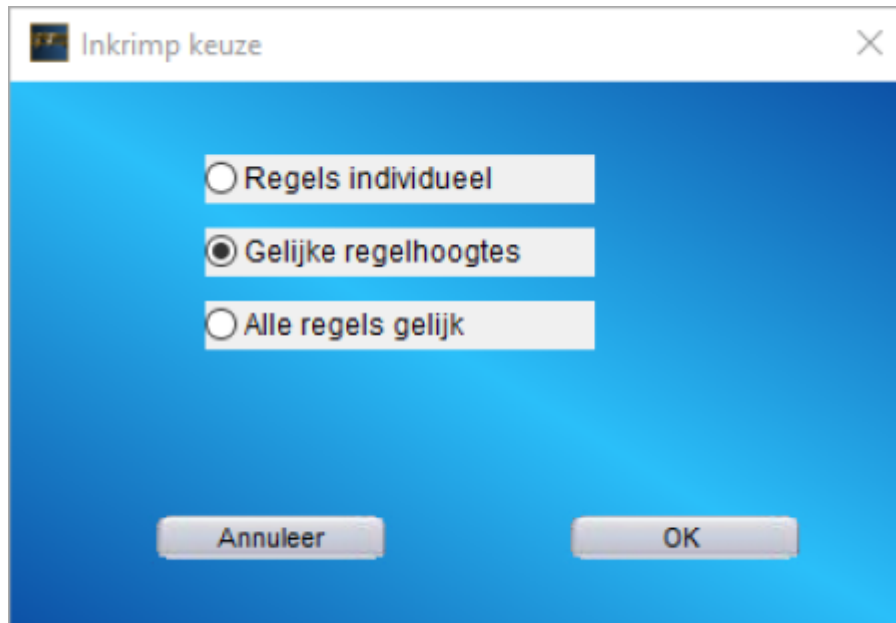 Inkrimp keuze
Regels individueel
Gelijke regelhoogtes
Alle regels gelijk
Annuleer OK